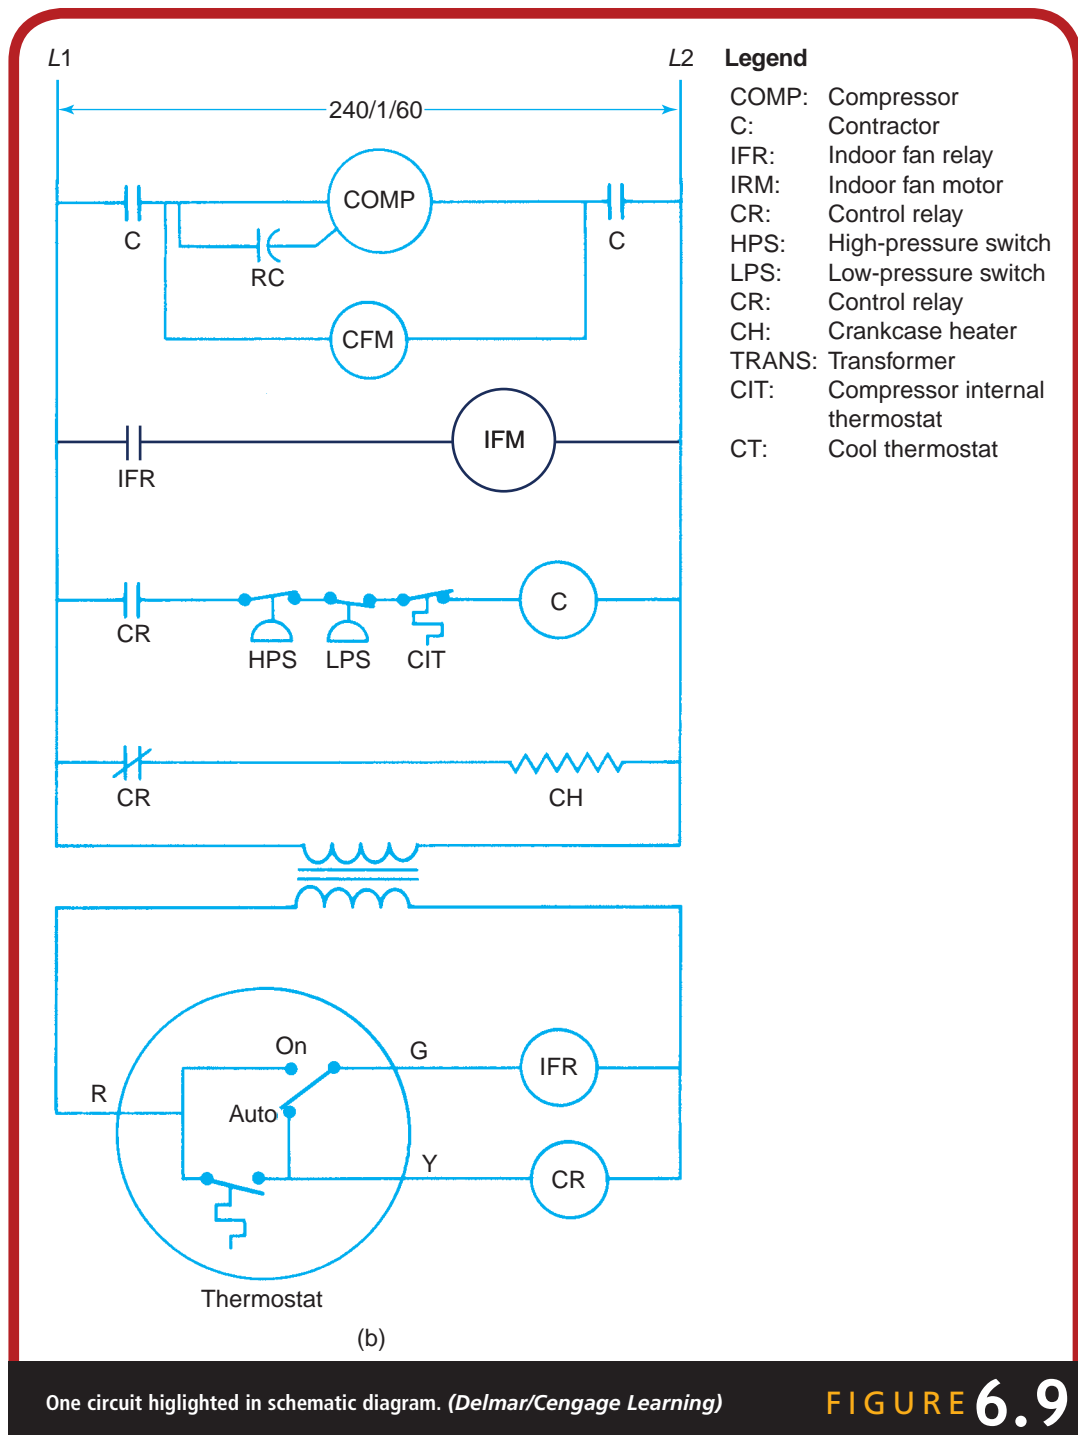 L1
L2
Legend
240/1/60
COMP: Compressor
C: Contractor
IFR: Indoor fan relay
IRM: Indoor fan motor
CR: Control relay
HPS: High-pressure switch
LPS: Low-pressure switch
CR: Control relay
CH: Crankcase heater
TRANS: Transformer
CIT: Compressor internal
thermostat
CT: Cool thermostat
COMP
C
C
RC
CFM
IFM
IFR
C
CR
HPS
LPS
CIT
CR
CH
On
G
IFR
R
Auto
Y
CR
Thermostat
(b)
One circuit higlighted in schematic diagram. (Delmar/Cengage Learning)
FIGURE 6.9